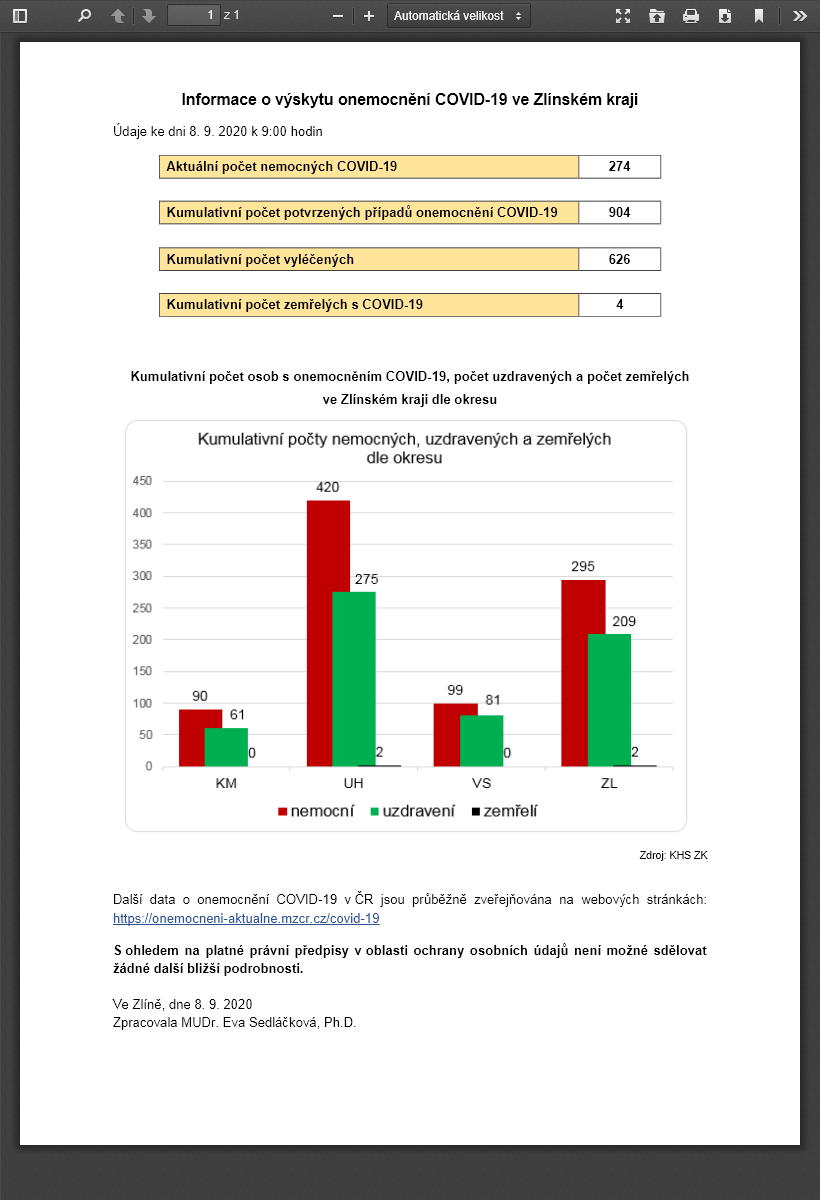 1 z 1
Automatická velikost
Informace o výskytu onemocnění COVID-19 ve Zlínském kraji
Údaje ke dni 8. 9. 2020 k 9:00 hodin
Aktuální počet nemocných COVID-19 274
Kumulativní počet potvrzených případů onemocnění COVID-19 904
Kumulativní počet vyléčených 626
Kumulativní počet zemřelých s COVID-19 4
Kumulativní počet osob s onemocněním COVID-19, počet uzdravených a počet zemřelých
ve Zlínském kraji dle okresu
Kumulativní počty nemocných, uzdravených a zemřelých
dle okresu
450
400
350
300
250
200
150
100
50
0
90
61
0
420
275
2
99
81
0
295
209
2
KM UH VS ZL
nemocní uzdravení zemřelí
Zdroj: KHS ZK
Další data o onemocnění COVID-19 v ČR jsou průběžně zveřejňována na webových stránkách:
https://onemocneni-aktualne.mzcr.cz/covid-19
S ohledem na platné právní předpisy v oblasti ochrany osobních údajů není možné sdělovat
žádné další bližší podrobnosti.
Ve Zlíně, dne 8. 9. 2020
Zpracovala MUDr. Eva Sedláčková, Ph.D.